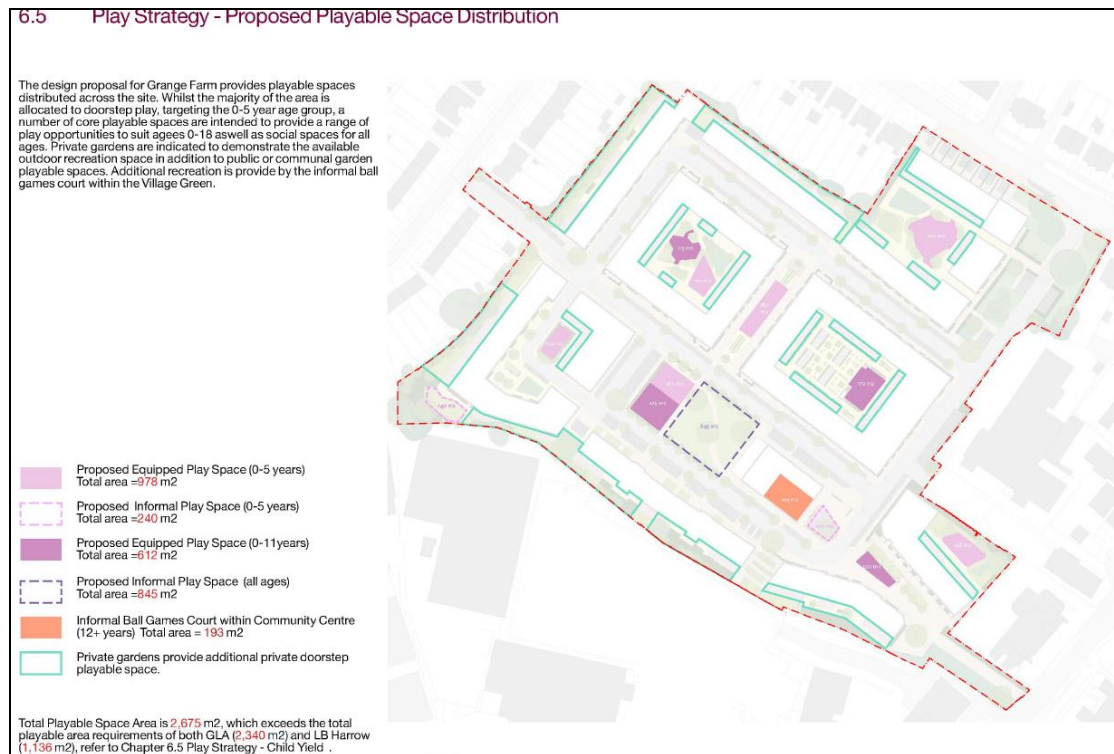 6.5 Play Strategy - Proposed Playable Space Distribution
The design proposal for Grange Farm provides playable spaces
distributed across the site. Whilst the majority of the area is
allocated to doorstep play, targeting the 0-5 year age group, a
number of core playable spaces are intended to provide a range of
play opportunities to suit agees 0-18 aswell as social spaces for all
ages. Private gardens are indicated to demonstrate the available
outdoor recreation space in addition to public or communal garden
playable spaces. Additional recreation is provide by the informal ball
games court within the Village Green.
Proposed Equipped Play Space (0-5 years)
Total area =978 m2
Proposed Informal Play Space (0-5 years)
Total area =240 m2
Proposed Equipped Play Space (0-11years)
Total area =612 m2
Proposed Informal Play Space (all ages)
Total area =845 m2
Informal Ball Games Court within Community Centre
(12+ years) Total area = 193 m2
Private gardens provide additional private doorstep
playable space.
Total Playable Space Area is 2,675 m2, which exceeds the total
playable area requirements of both GLA (2,340 m2) and LB Harrow
(1,136 m2), refer to Chapter 6.5 Play Strategy - Child Yield .